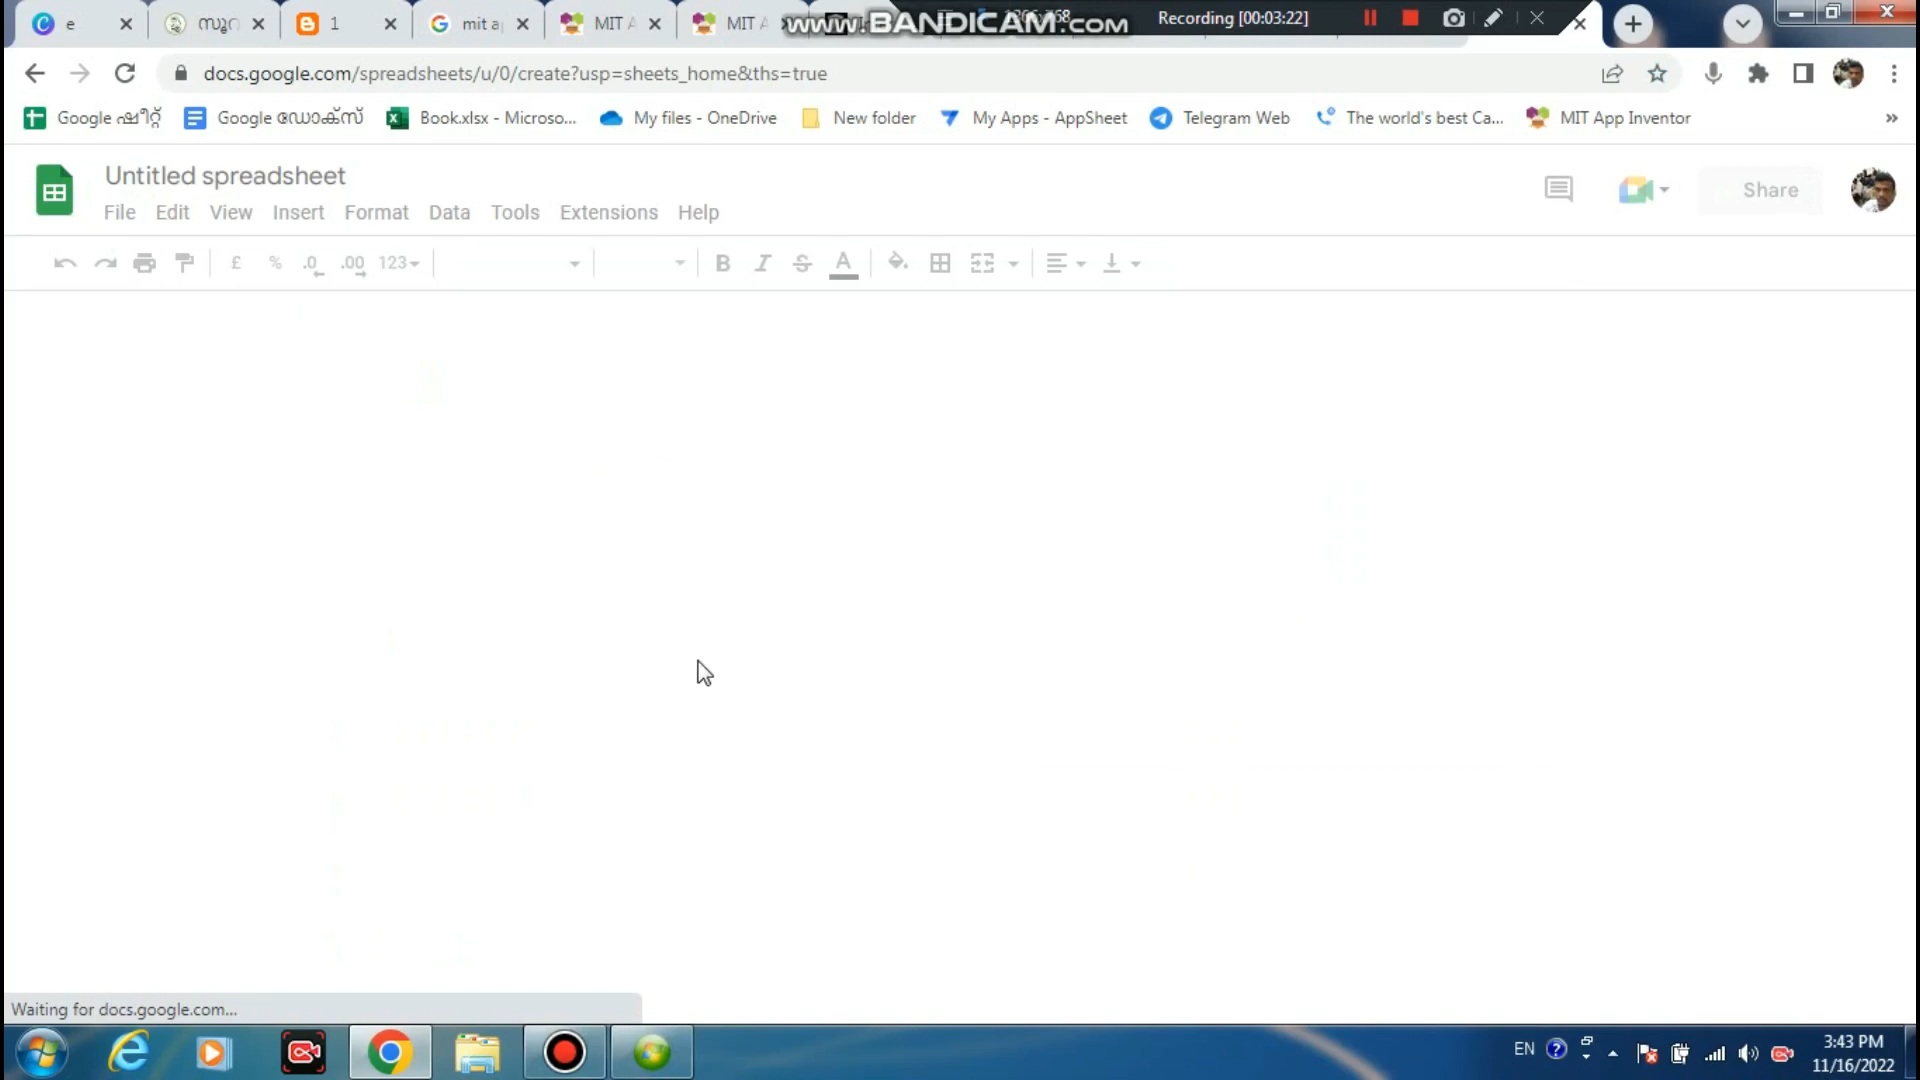 e
സൂറ
1
mit a
MIT A
MIT A
www.BANDICAM.com
Recording [00:03:22]
docs.google.com/spreadsheets/u/0/create?usp=sheets_home&ths=true
Google ഷീറ്റ് Google ഡോക്സ് Book.xlsx - Microso... My files - OneDrive New folder My Apps - AppSheet Telegram Web The world's best Ca... MIT App Inventor »
Untitled spreadsheet
File Edit View Insert Format Data Tools Extensions Help
Share
£ % .0 .00 123 B I S A
Waiting for docs.google.com...
EN
3:43 PM
11/16/2022